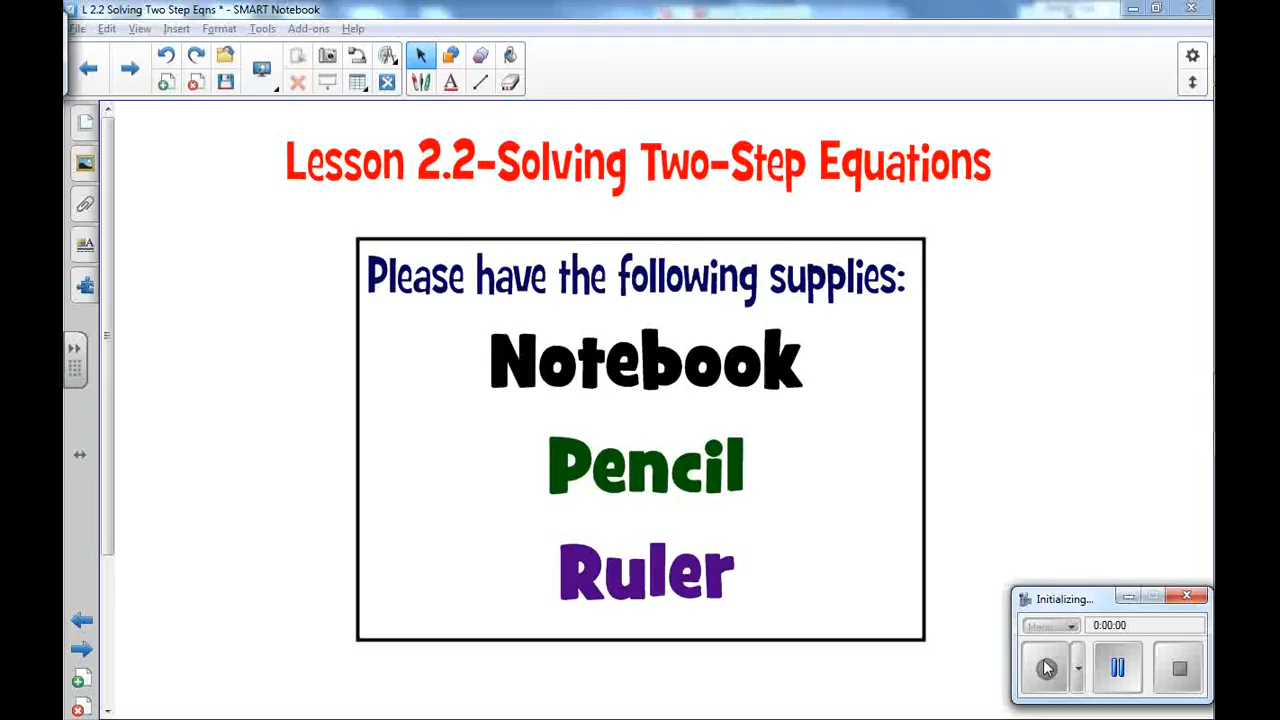 L 2.2 Solving Two Step Eqns * - SMART Notebook
File Edit View Insert Format Tools Add-ons Help
Lesson 2.2-Solving Two-Step Equations
Please have the following supplies:
Notebook
Pencil
Ruler
Initializing...
Menu 0:00:00